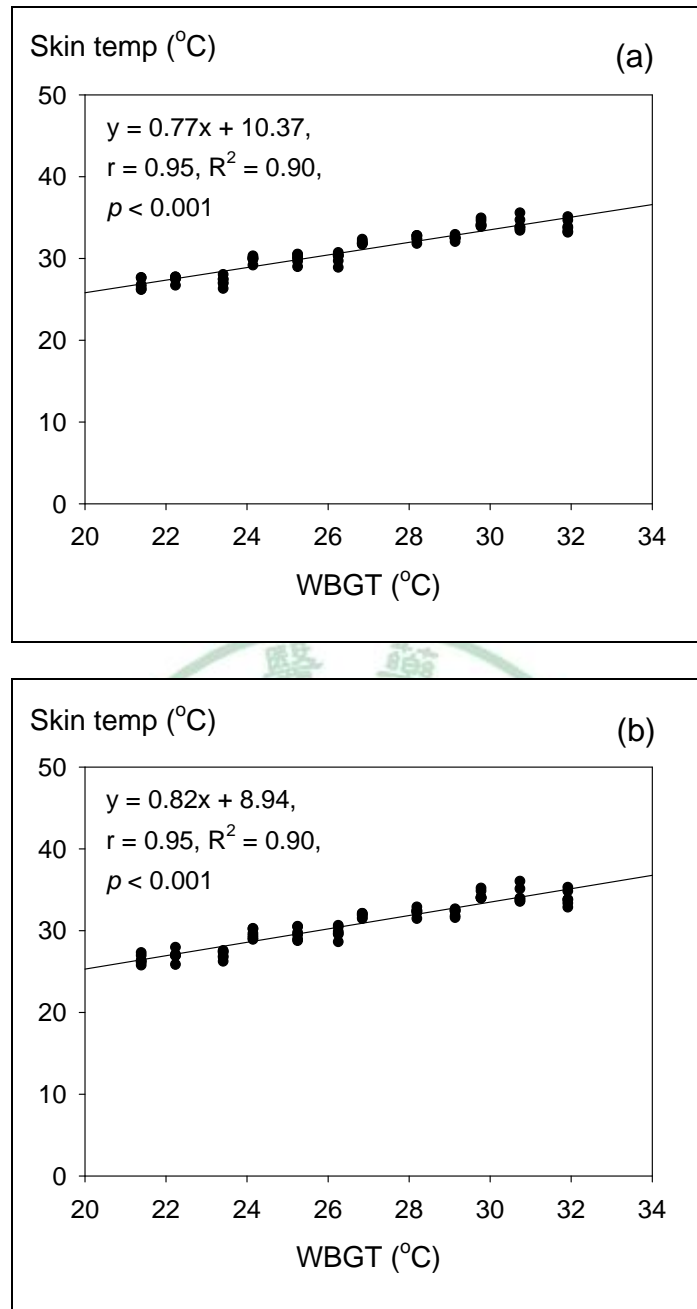 Skin temp (°C)
(a)
50
y = 0.77x + 10.37,
r = 0.95, R² = 0.90,
40
p < 0.001
30
20
10
0
20 22 24 26 28 30 32 34
WBGT (°C)
醫 藥
Skin temp (°C)
(b)
50
y = 0.82x + 8.94,
r = 0.95, R² = 0.90,
40
p < 0.001
30
20
10
0
20 22 24 26 28 30 32 34
WBGT (°C)